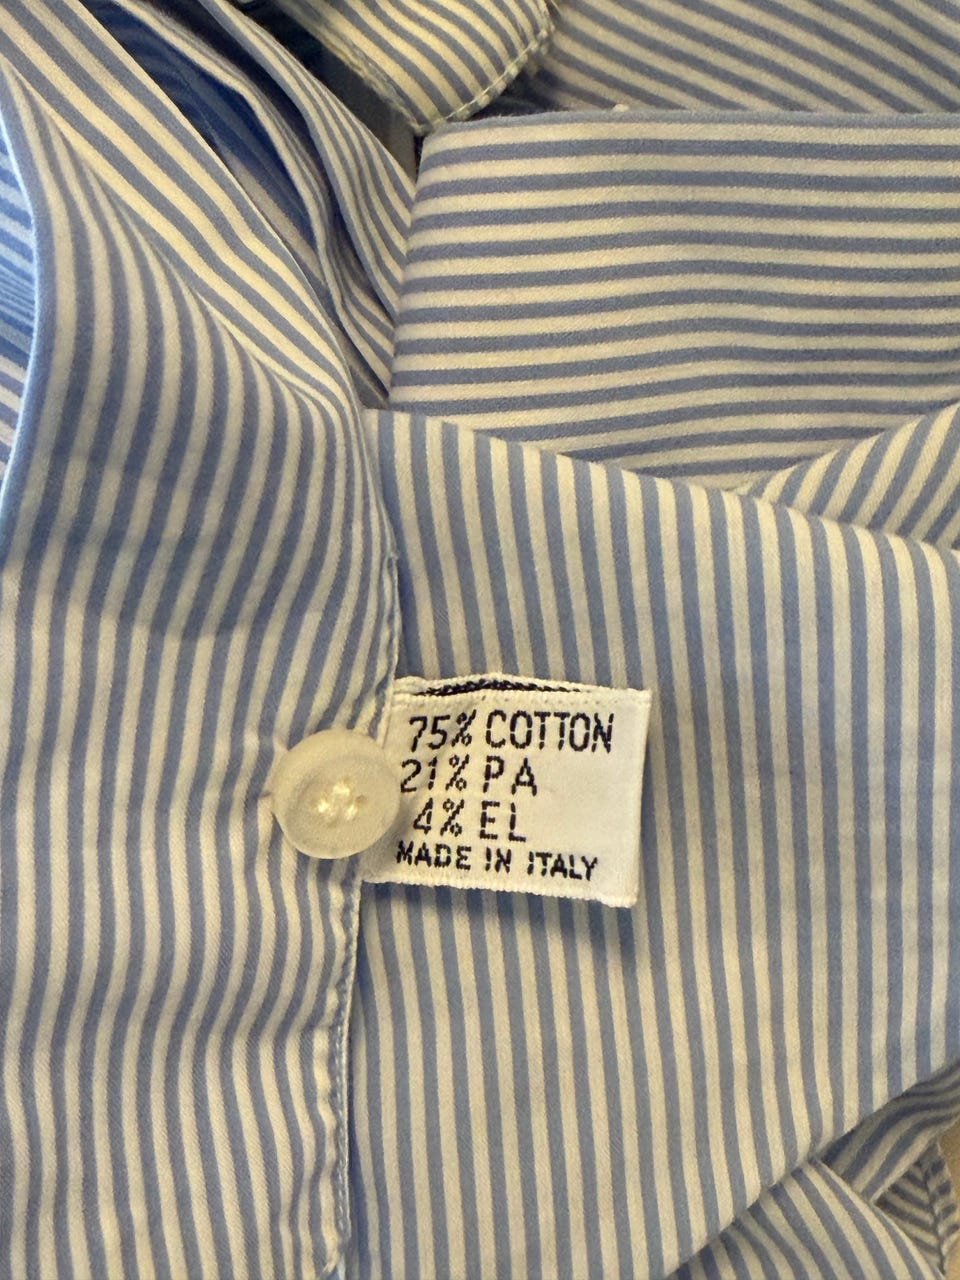 75% COTTON
21% PA
4% EL
MADE IN ITALY